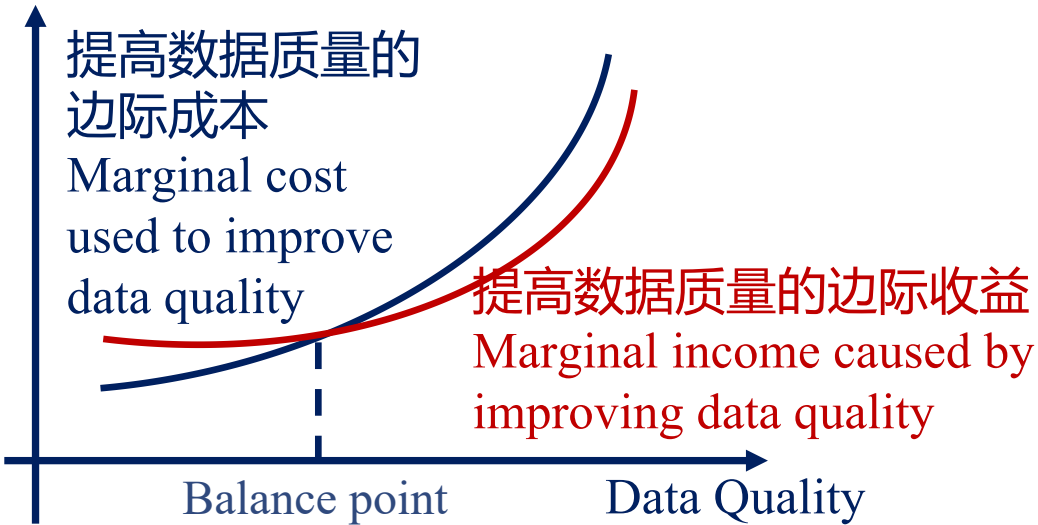 提高数据质量的
边际成本
Marginal cost
used to improve
data quality
提高数据质量的边际收益
Marginal income caused by
improving data quality
Balance point
Data Quality